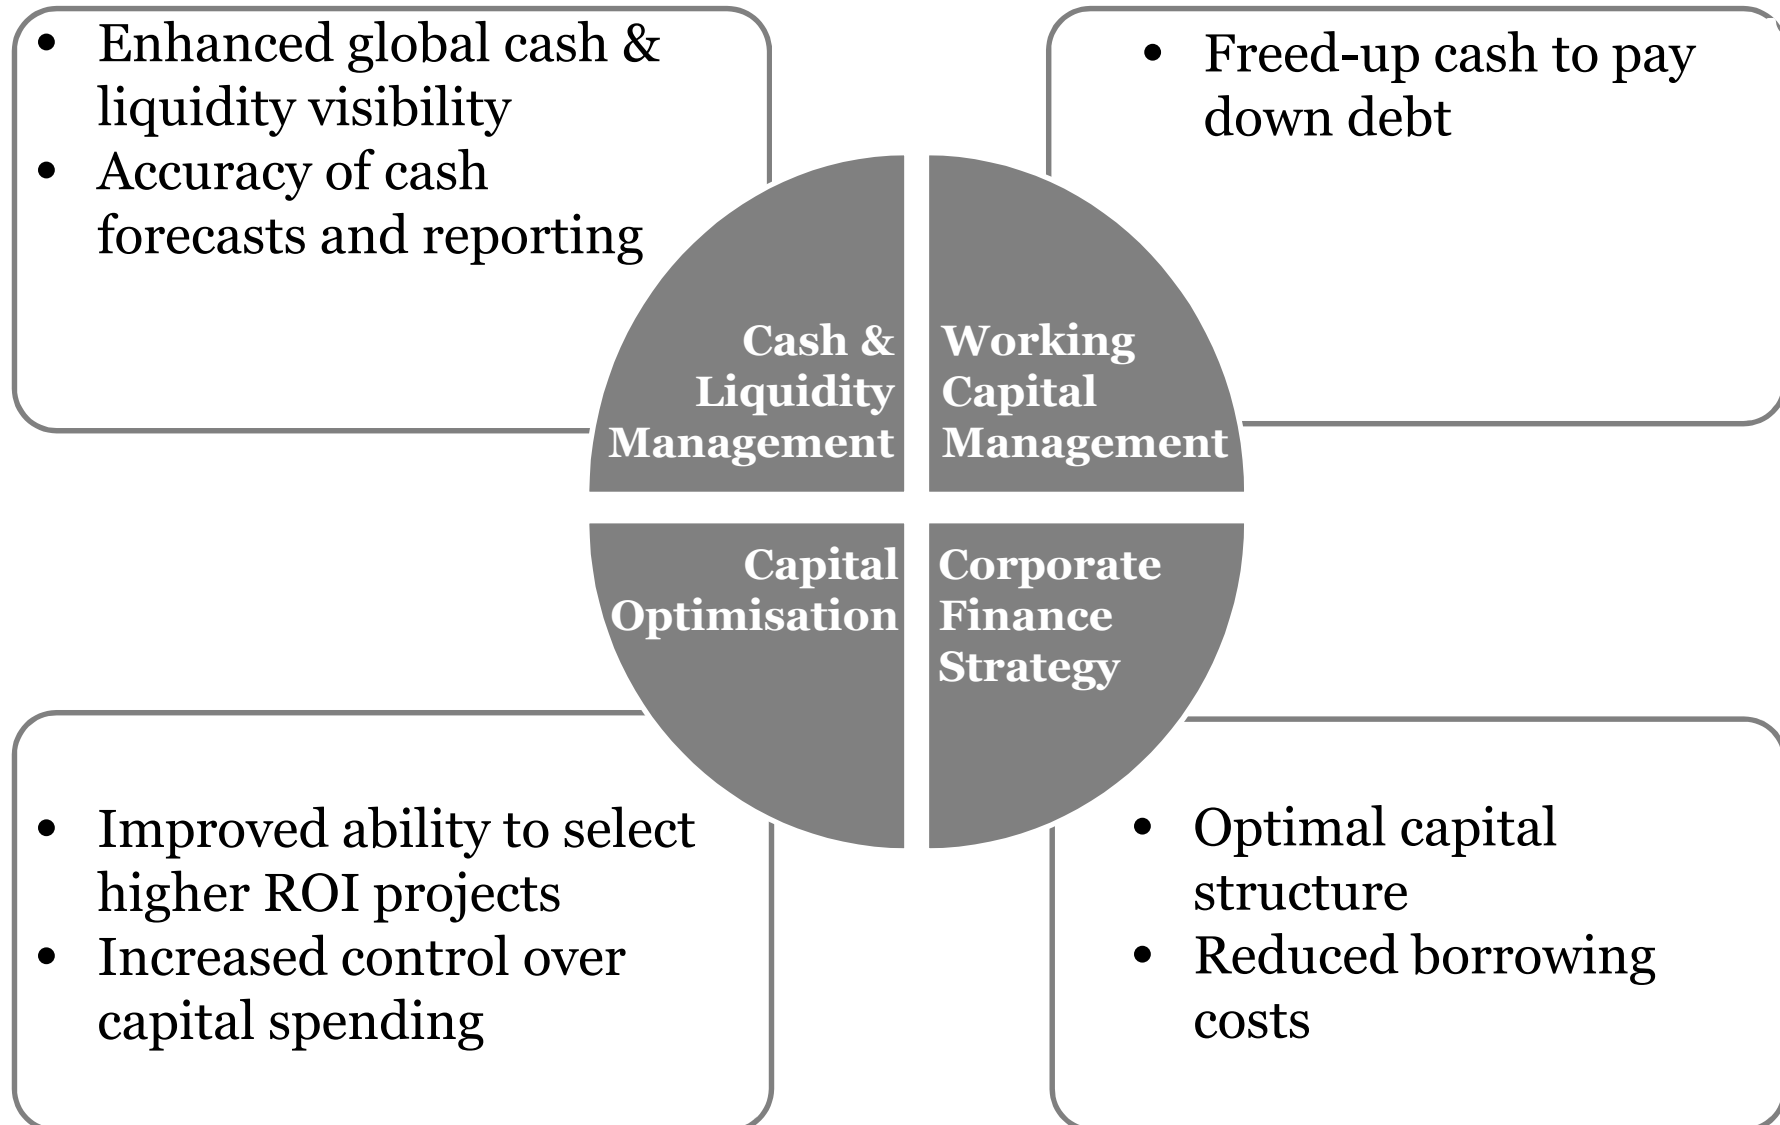 • Enhanced global cash &
liquidity visibility
• Accuracy of cash
forecasts and reporting
• Freed-up cash to pay
down debt
Cash &
Liquidity
Management
Working
Capital
Management
Capital
Optimisation
Corporate
Finance
Strategy
• Improved ability to select
higher ROI projects
• Increased control over
capital spending
• Optimal capital
structure
• Reduced borrowing
costs